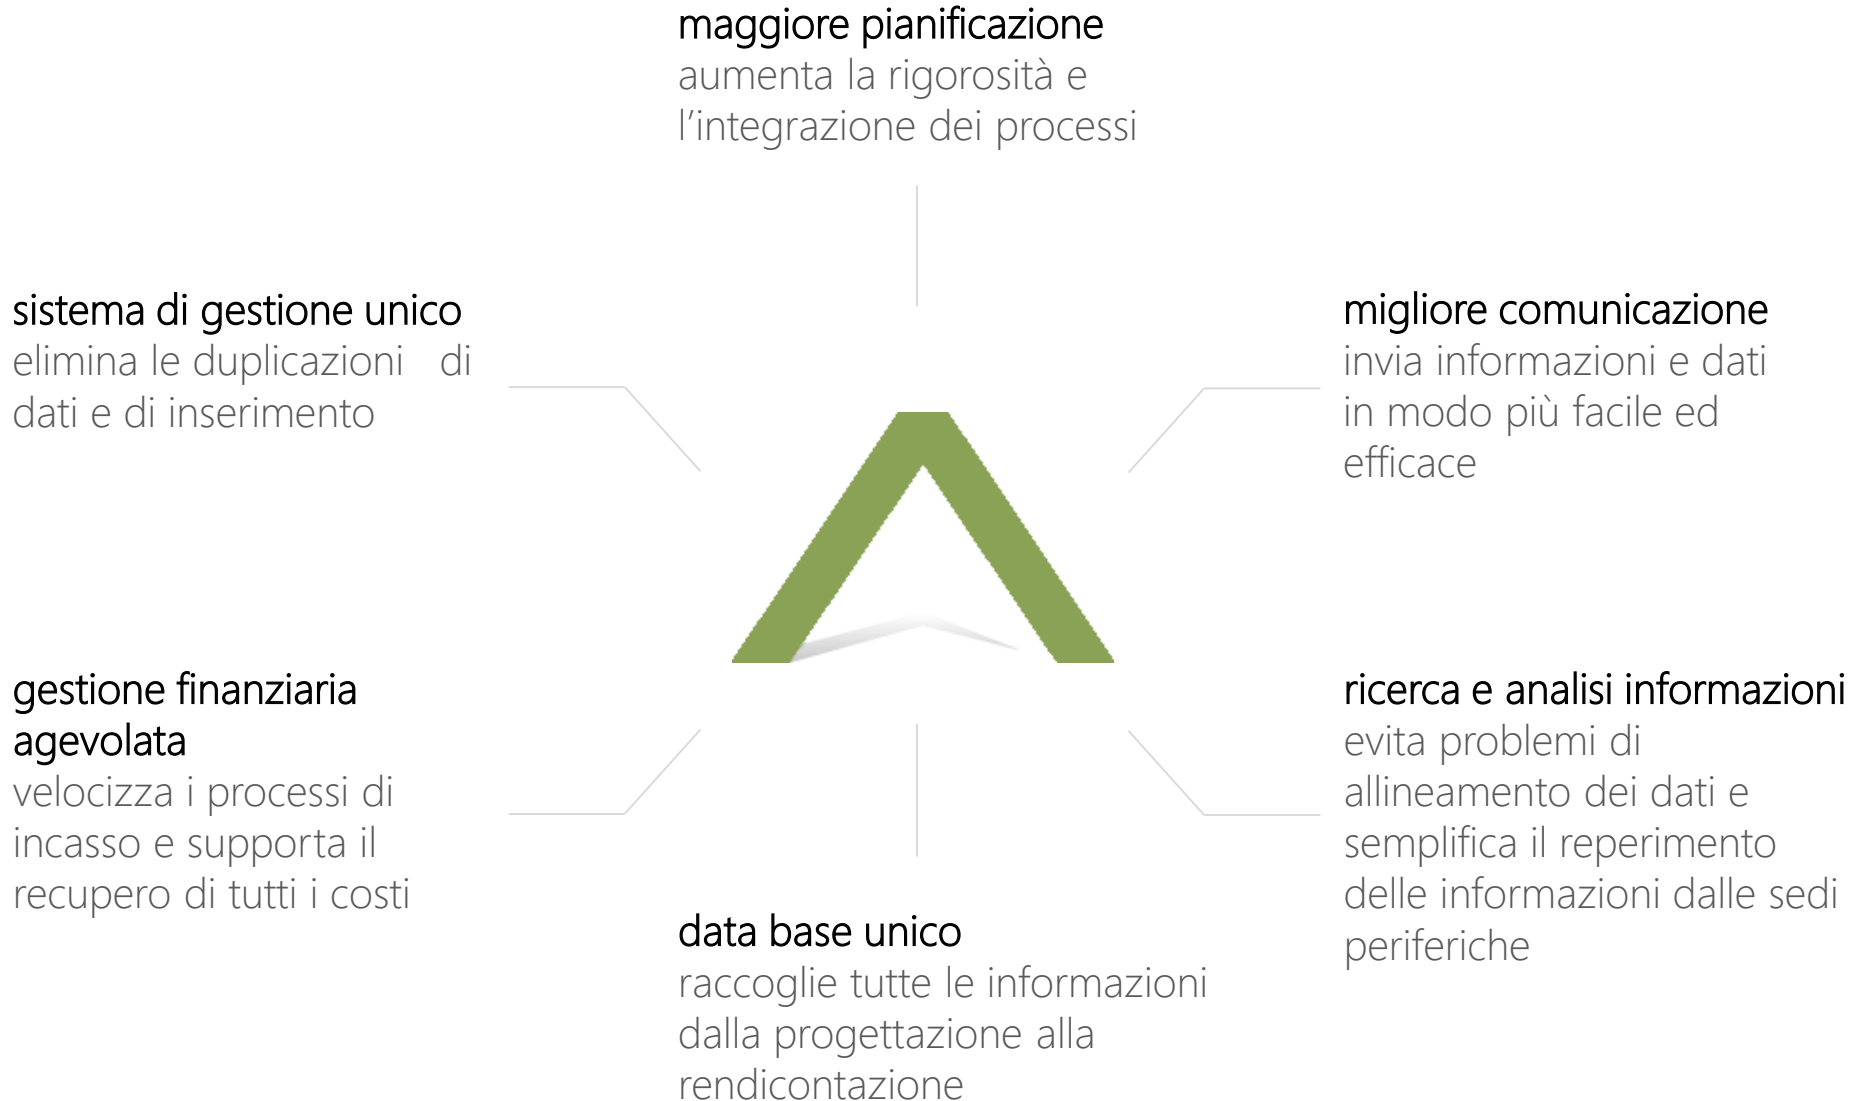 maggiore pianificazione
aumenta la rigorosità e
l’integrazione dei processi
sistema di gestione unico
elimina le duplicazioni di
dati e di inserimento
migliore comunicazione
invia informazioni e dati
in modo più facile ed
efficace
gestione finanziaria
agevolata
velocizza i processi di
incasso e supporta il
recupero di tutti i costi
ricerca e analisi informazioni
evita problemi di
allineamento dei dati e
semplifica il reperimento
delle informazioni dalle sedi
periferiche
data base unico
raccoglie tutte le informazioni
dalla progettazione alla
rendicontazione